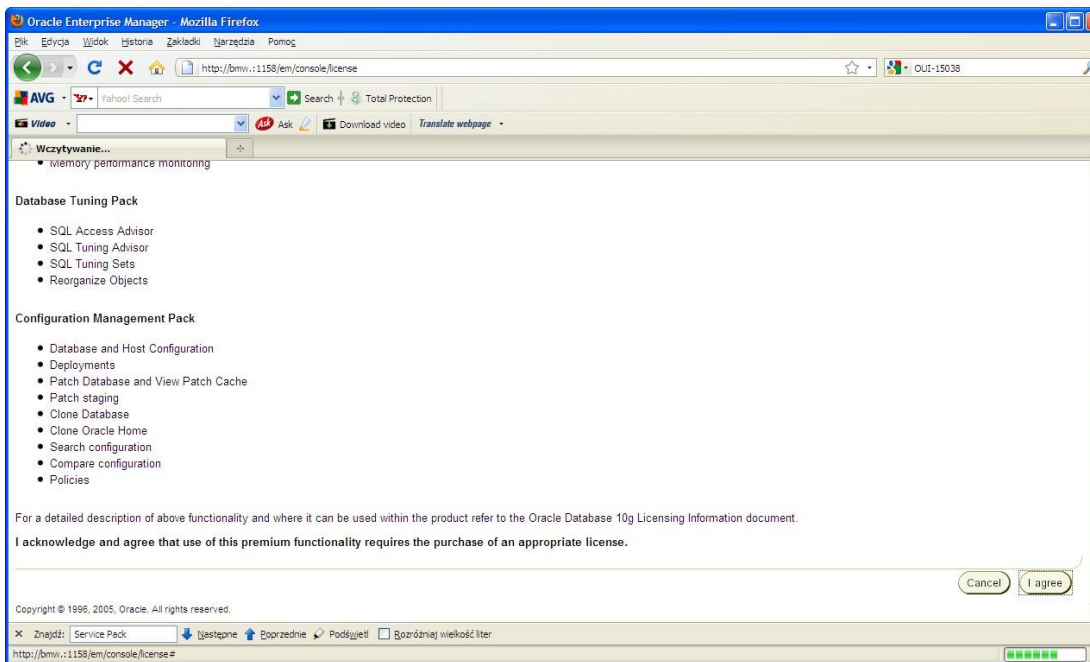 Oracle Enterprise Manager - Mozilla Firefox
Plik Edycja Widok Historia Zakładki Narzędzia Pomoc
http://bmw.:1158/em/console/license OUI-15038
AVG Yahoo! Search Search Total Protection
Video Ask Download video Translate webpage
Wczytywanie...
Memory performance monitoring
Database Tuning Pack
SQL Access Advisor
SQL Tuning Advisor
SQL Tuning Sets
Reorganize Objects
Configuration Management Pack
Database and Host Configuration
Deployments
Patch Database and View Patch Cache
Patch staging
Clone Database
Clone Oracle Home
Search configuration
Compare configuration
Policies
For a detailed description of above functionality and where it can be used within the product refer to the Oracle Database 10g Licensing Information document.
I acknowledge and agree that use of this premium functionality requires the purchase of an appropriate license.
Cancel I agree
Copyright © 1996, 2005, Oracle. All rights reserved.
Znajdź: Service Pack Następne Poprzednie Podświetl Rozróżniaj wielkość liter
http://bmw.:1158/em/console/license#